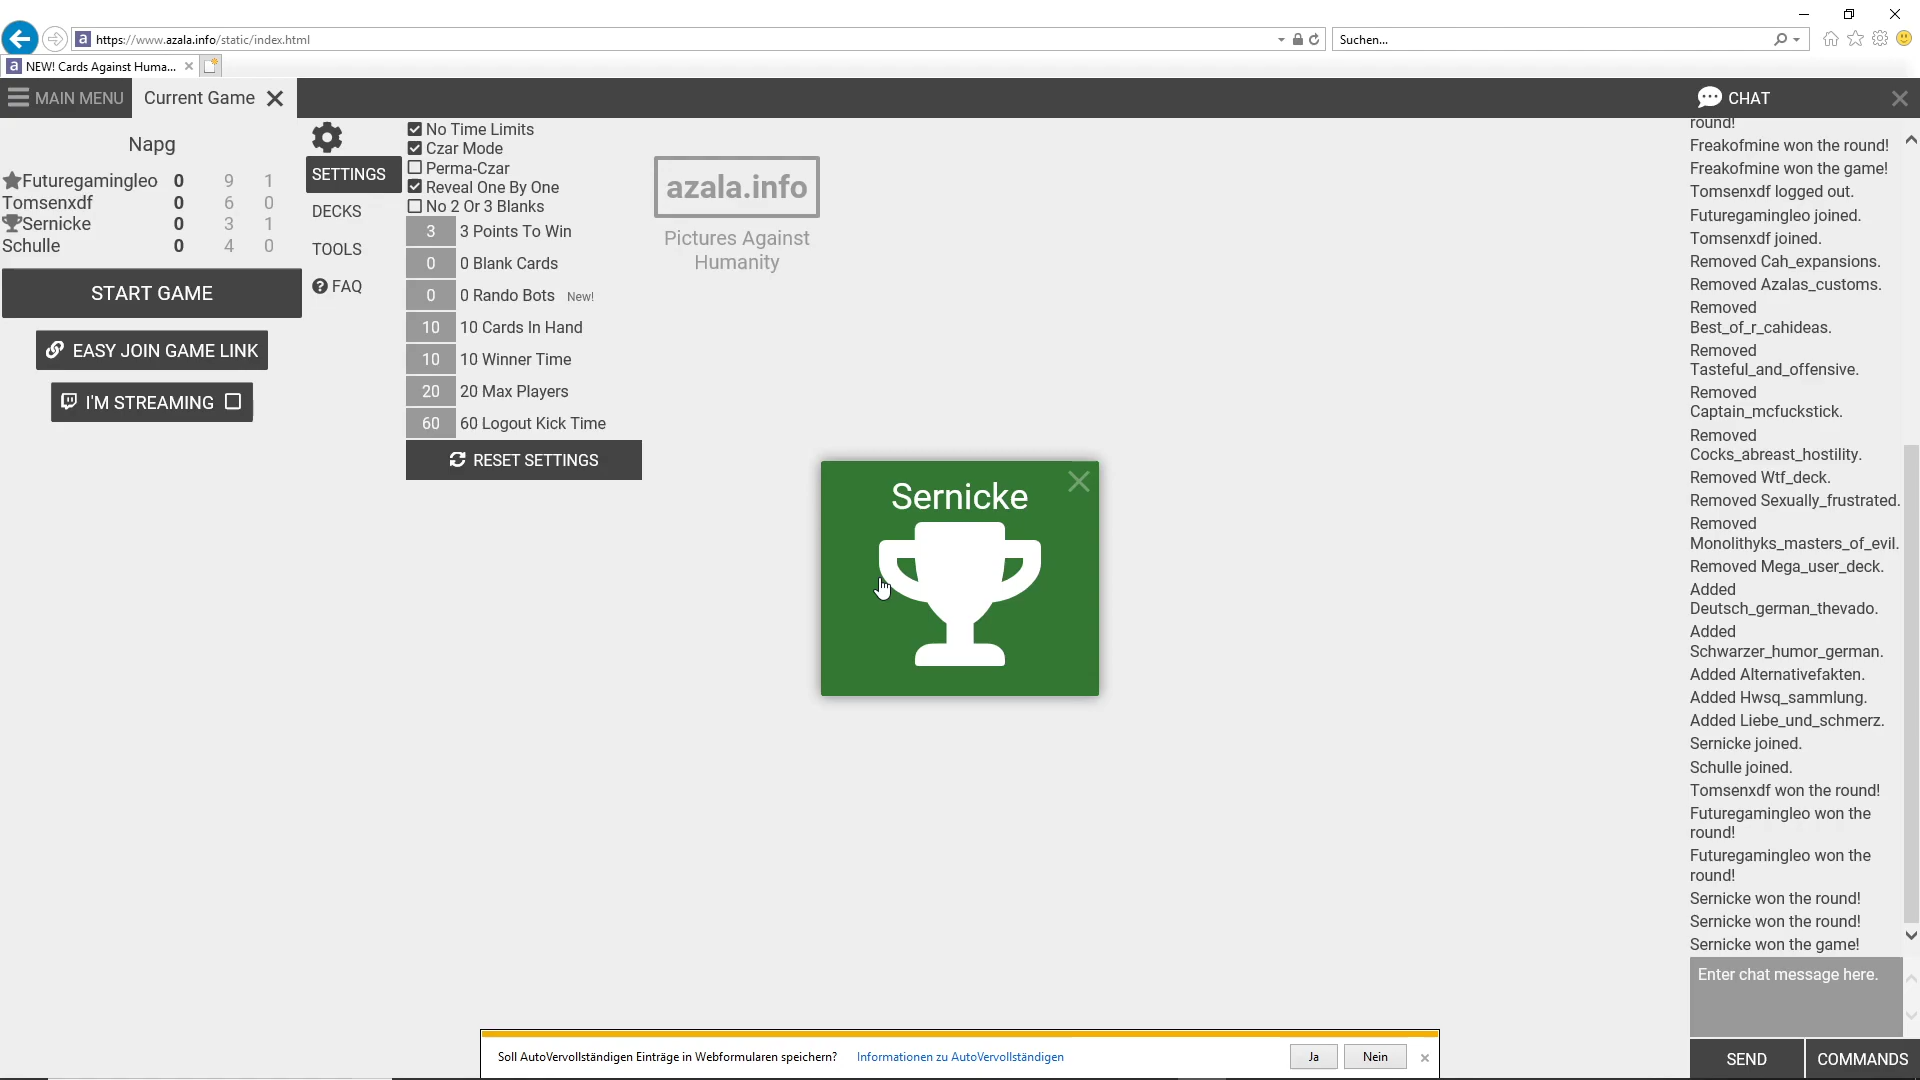 https://www.azala.info/static/index.html
Suchen...
NEW! Cards Against Huma...
MAIN MENU
Current Game
CHAT
Napg
Futuregamingleo 0 9 1
Tomsenxdf 0 6 0
Sernicke 0 3 1
Schulle 0 4 0
START GAME
EASY JOIN GAME LINK
I'M STREAMING
SETTINGS
DECKS
TOOLS
FAQ
No Time Limits
Czar Mode
Perma-Czar
Reveal One By One
No 2 Or 3 Blanks
3 3 Points To Win
0 0 Blank Cards
0 0 Rando Bots New!
10 10 Cards In Hand
10 10 Winner Time
20 20 Max Players
60 60 Logout Kick Time
RESET SETTINGS
azala.info
Pictures Against
Humanity
Sernicke
round!
Freakofmine won the round!
Freakofmine won the game!
Tomsenxdf logged out.
Futuregamingleo joined.
Tomsenxdf joined.
Removed Cah_expansions.
Removed Azalas_customs.
Removed
Best_of_r_cahideas.
Removed
Tasteful_and_offensive.
Removed
Captain_mcfuckstick.
Removed
Cocks_abreast_hostility.
Removed Wtf_deck.
Removed Sexually_frustrated.
Removed
Monolithyks_masters_of_evil.
Removed Mega_user_deck.
Added
Deutsch_german_thevado.
Added
Schwarzer_humor_german.
Added Alternativefakten.
Added Hwsq_sammlung.
Added Liebe_und_schmerz.
Sernicke joined.
Schulle joined.
Tomsenxdf won the round!
Futuregamingleo won the
round!
Futuregamingleo won the
round!
Sernicke won the round!
Sernicke won the round!
Sernicke won the game!
Enter chat message here.
SEND
COMMANDS
Soll AutoVervollständigen Einträge in Webformularen speichern? Informationen zu AutoVervollständigen
Ja
Nein